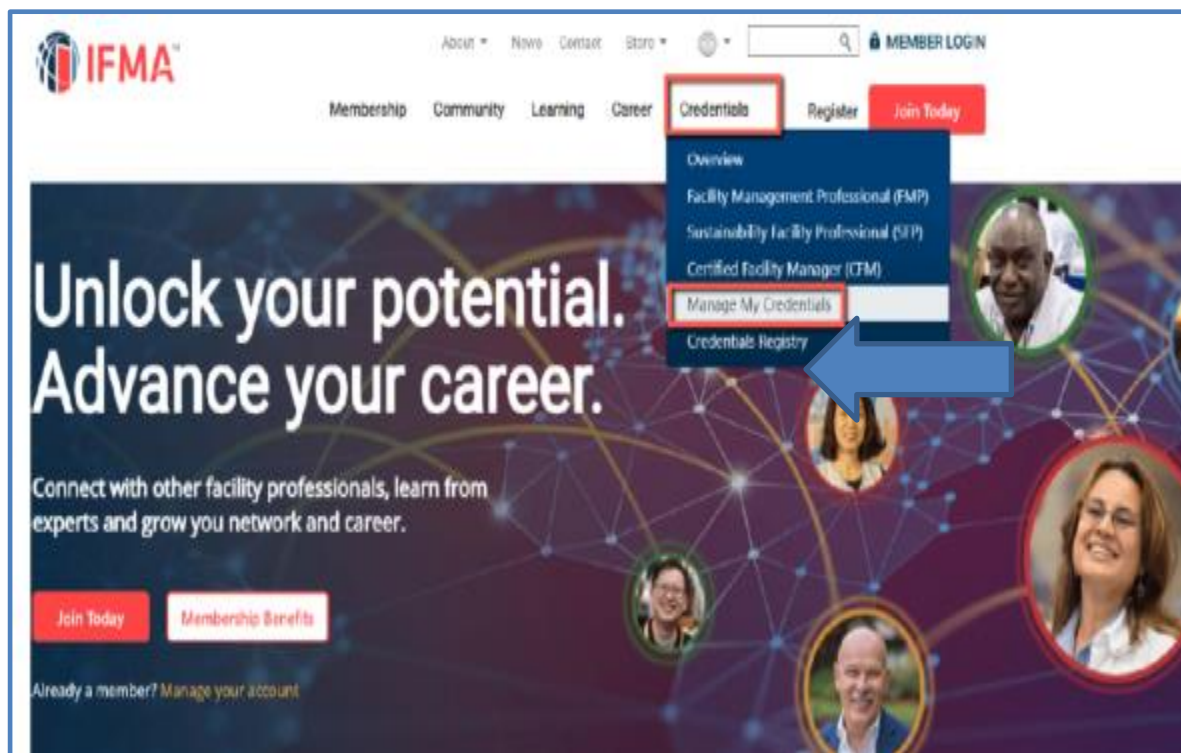 IFMA
About News Contact Store MEMBER LOGIN
Membership Community Learning Career Credentials Register Join Today
Overview
Facility Management Professional (FMP)
Sustainability Facility Professional (SFP)
Certified Facility Manager (CFM)
Manage My Credentials
Credentials Registry
Unlock your potential.
Advance your career.
Connect with other facility professionals, learn from
experts and grow you network and career.
Join Today Membership Benefits
Already a member? Manage your account